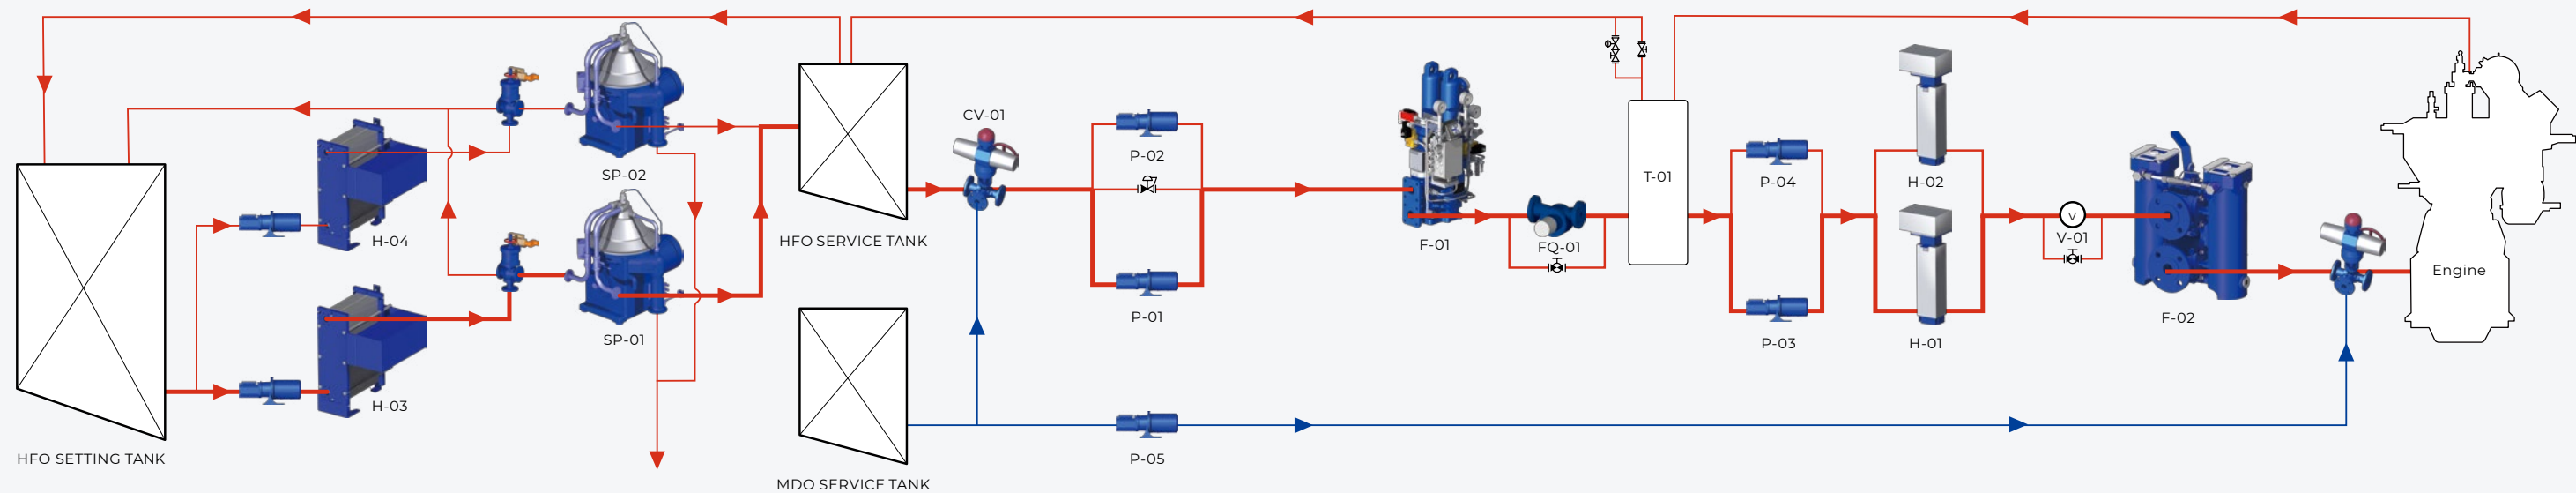 CV-01
P-02
SP-02
T-01
P-04
H-02
HFO SERVICE TANK
H-04
F-01
FQ-01
V
V-01
Engine
P-01
F-02
SP-01
P-03
H-01
H-03
HFO SETTING TANK
P-05
MDO SERVICE TANK